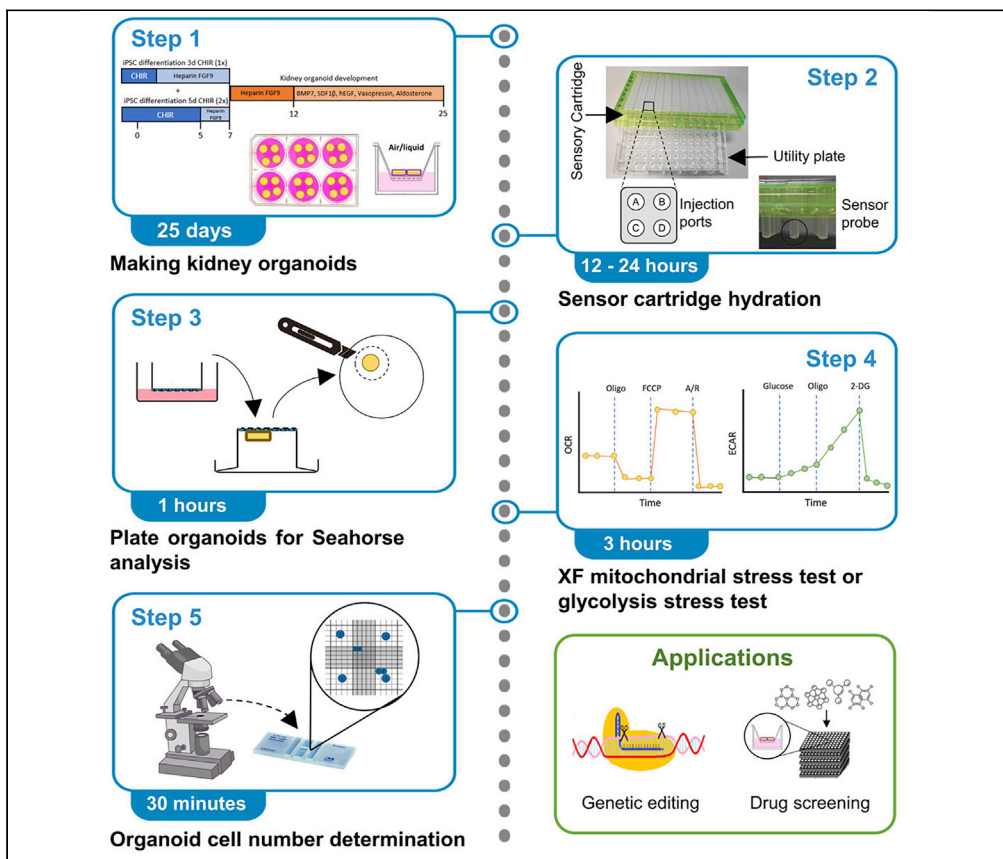 Step 1
iPSC differentiation 3d CHIR (1x)
CHIR
Heparin FGF9
+
iPSC differentiation 5d CHIR (2x)
CHIR
Heparin
FGF9
Kidney organoid development
Heparin FGF9
BMP7, SDF1β, hEGF, Vasopressin, Aldosterone
0
5
7
12
25
Air/liquid
25 days
Making kidney organoids
Step 2
Sensory Cartridge
Utility plate
A
B
C
D
Injection
ports
Sensor
probe
12 - 24 hours
Sensor cartridge hydration
Step 3
1 hours
Plate organoids for Seahorse
analysis
Step 4
Oligo
FCCP
A/R
OCR
Time
Glucose
Oligo
2-DG
ECAR
Time
3 hours
XF mitochondrial stress test or
glycolysis stress test
Step 5
30 minutes
Organoid cell number determination
Applications
Genetic editing
Drug screening